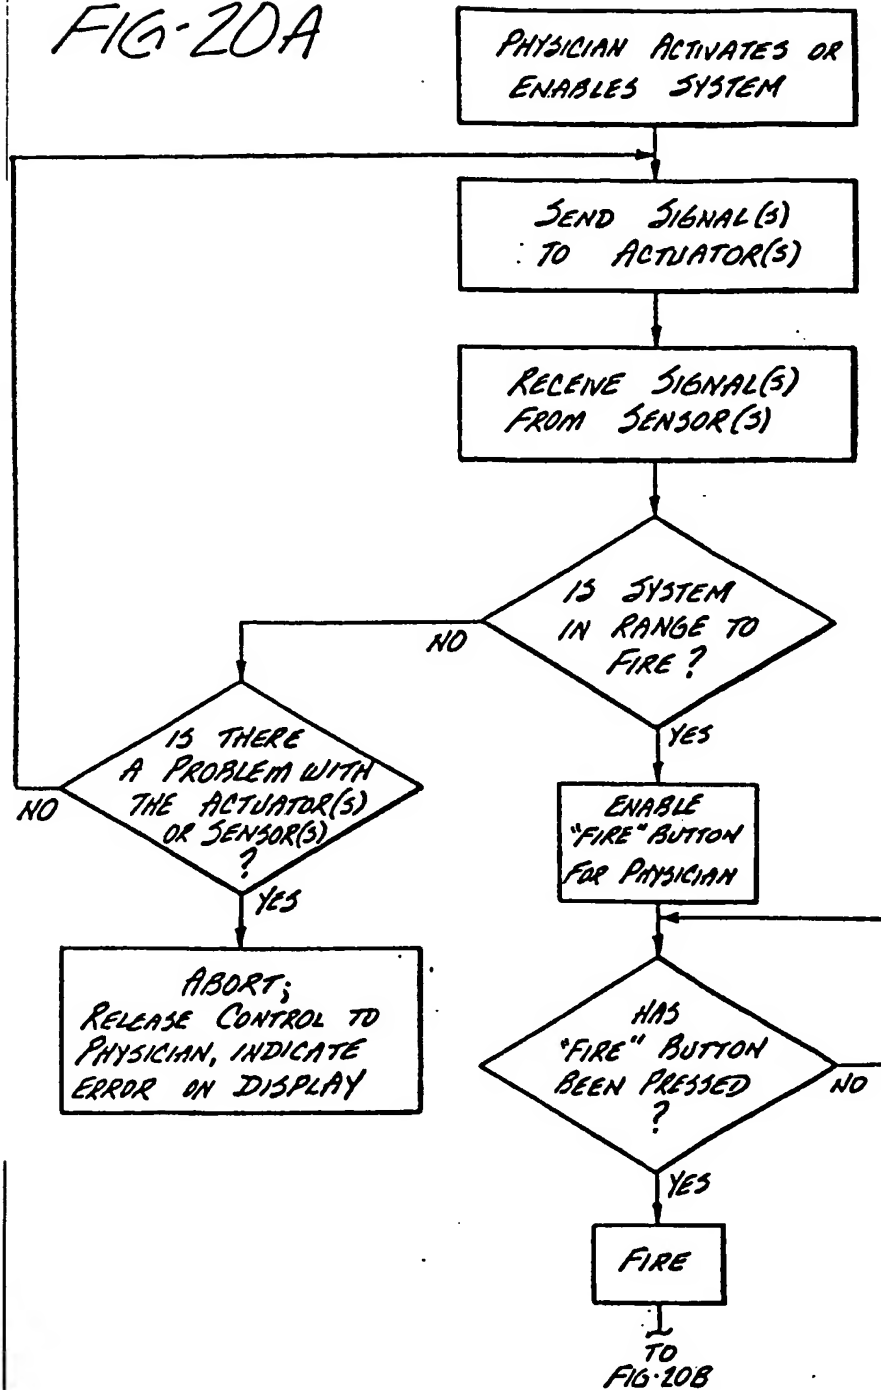 FIG-20A
PHYSICIAN ACTIVATES OR
ENABLES SYSTEM
SEND SIGNAL(S)
TO ACTUATOR(S)
RECEIVE SIGNAL(S)
FROM SENSOR(S)
IS SYSTEM
IN RANGE TO
FIRE?
NO
YES
IS THERE
A PROBLEM WITH
THE ACTUATOR(S)
OR SENSOR(S)
?
NO
YES
ENABLE
"FIRE" BUTTON
FOR PHYSICIAN
ABORT;
RELEASE CONTROL TO
PHYSICIAN, INDICATE
ERROR ON DISPLAY
HAS
"FIRE" BUTTON
BEEN PRESSED
?
NO
YES
FIRE
TO
FIG-20B